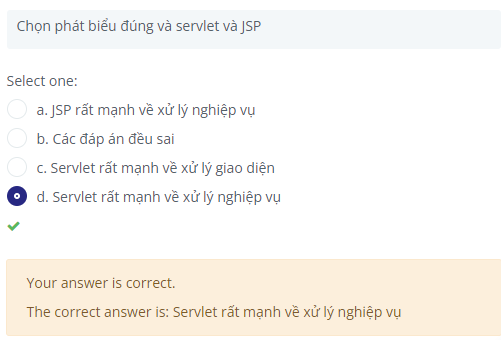 Chọn phát biểu đúng và servlet và JSP
Select one:
a. JSP rất mạnh về xử lý nghiệp vụ
b. Các đáp án đều sai
c. Servlet rất mạnh về xử lý giao diện
d. Servlet rất mạnh về xử lý nghiệp vụ
Your answer is correct.
The correct answer is: Servlet rất mạnh về xử lý nghiệp vụ